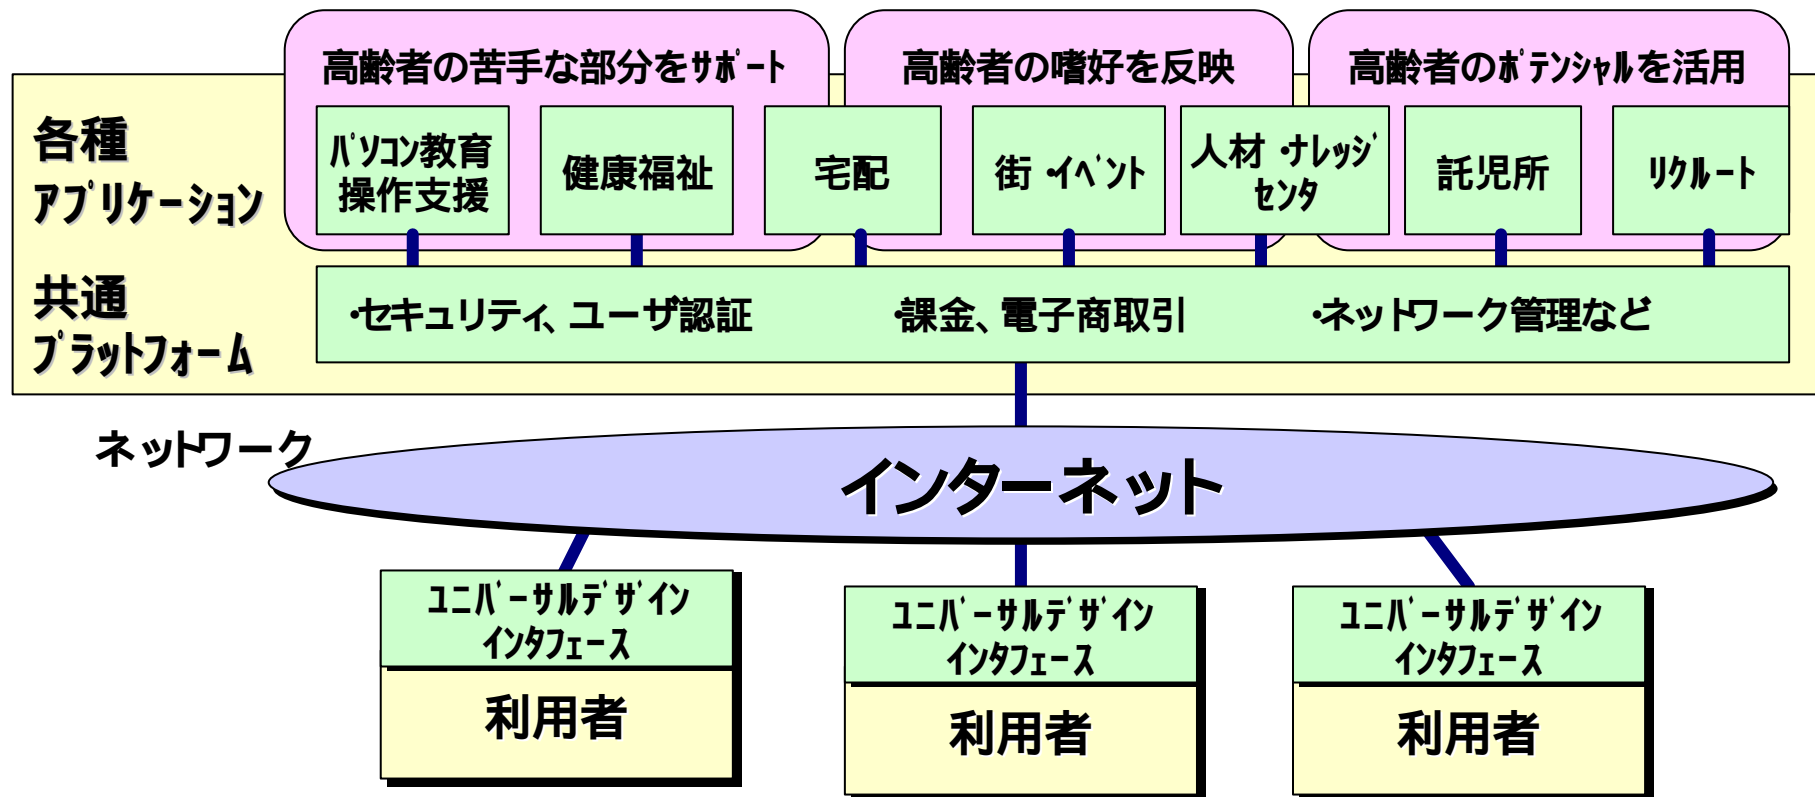 高齢者の苦手な部分をｻﾎﾟｰﾄ
高齢者の嗜好を反映
高齢者のﾎﾟﾃﾝｼｬﾙを活用
各種
ｱﾌﾟﾘｹｰｼｮﾝ
ﾊﾟｿｺﾝ教育
操作支援
健康福祉
宅配
街・ｲﾍﾞﾝﾄ
人材・ﾅﾚｯｼﾞ
ｾﾝﾀ
託児所
ﾘｸﾙｰﾄ
共通
ﾌﾟﾗｯﾄﾌｫｰﾑ
・セキュリティ、ユーザ認証
・課金、電子商取引
・ネットワーク管理など
ネットワーク
インターネット
ﾕﾆﾊﾞｰｻﾙﾃﾞｻﾞｲﾝ
ｲﾝﾀﾌｪｰｽ
利用者
ﾕﾆﾊﾞｰｻﾙﾃﾞｻﾞｲﾝ
ｲﾝﾀﾌｪｰｽ
利用者
ﾕﾆﾊﾞｰｻﾙﾃﾞｻﾞｲﾝ
ｲﾝﾀﾌｪｰｽ
利用者